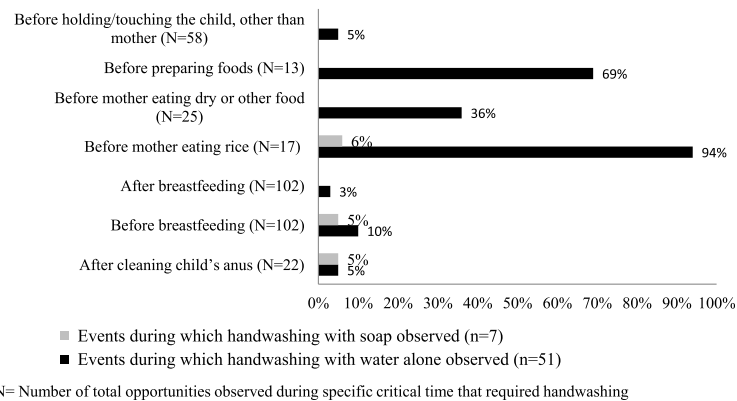 Before holding/touching the child, other than
mother (N=58)
5%
Before preparing foods (N=13)
69%
Before mother eating dry or other food
(N=25)
36%
Before mother eating rice (N=17)
6%
94%
After breastfeeding (N=102)
3%
Before breastfeeding (N=102)
5%
10%
After cleaning child's anus (N=22)
5%
5%
0% 10% 20% 30% 40% 50% 60% 70% 80% 90% 100%
Events during which handwashing with soap observed (n=7)
Events during which handwashing with water alone observed (n=51)
N= Number of total opportunities observed during specific critical time that required handwashing